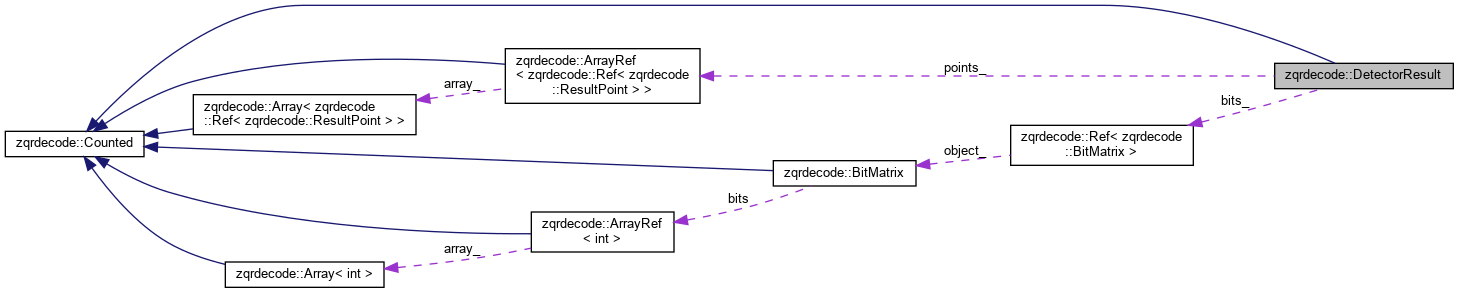 zqrdecode::ArrayRef
< zqrdecode::Ref< zqrdecode
::ResultPoint > >
points_
zqrdecode::DetectorResult
array_
bits_
zqrdecode::Array< zqrdecode
::Ref< zqrdecode::ResultPoint > >
zqrdecode::Counted
zqrdecode::Ref< zqrdecode
::BitMatrix >
object_
zqrdecode::BitMatrix
bits
zqrdecode::ArrayRef
< int >
array_
zqrdecode::Array< int >